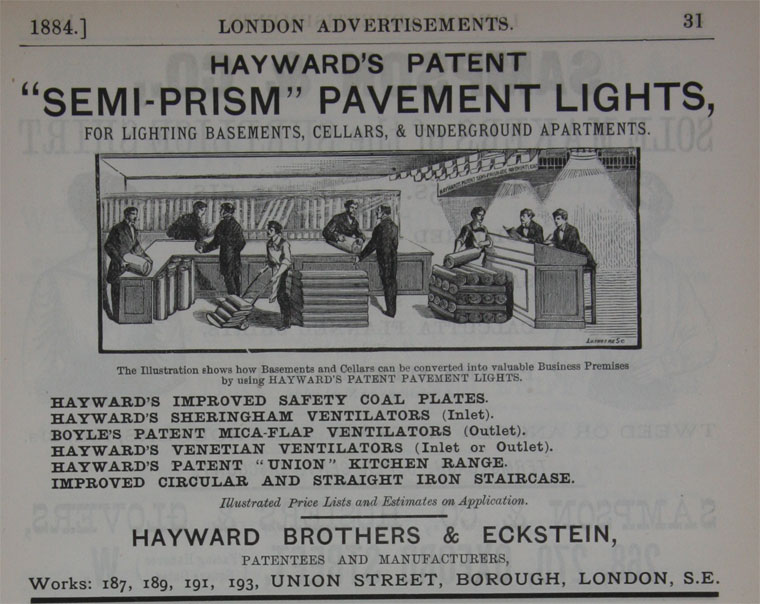 1884.] LONDON ADVERTISEMENTS. 31
HAYWARD'S PATENT
"SEMI-PRISM" PAVEMENT LIGHTS,
FOR LIGHTING BASEMENTS, CELLARS, & UNDERGROUND APARTMENTS.
The Illustration shows how Basements and Cellars can be converted into valuable Business Premises
by using HAYWARD'S PATENT PAVEMENT LIGHTS.
HAYWARD'S IMPROVED SAFETY COAL PLATES.
HAYWARD'S SHERINGHAM VENTILATORS (Inlet).
BOYLE'S PATENT MICA-FLAP VENTILATORS (Outlet).
HAYWARD'S VENETIAN VENTILATORS (Inlet or Outlet).
HAYWARD'S PATENT "UNION" KITCHEN RANGE.
IMPROVED CIRCULAR AND STRAIGHT IRON STAIRCASE.
Illustrated Price Lists and Estimates on Application.
HAYWARD BROTHERS & ECKSTEIN,
PATENTEES AND MANUFACTURERS,
Works: 187, 189, 191, 193, UNION STREET, BOROUGH, LONDON, S.E.